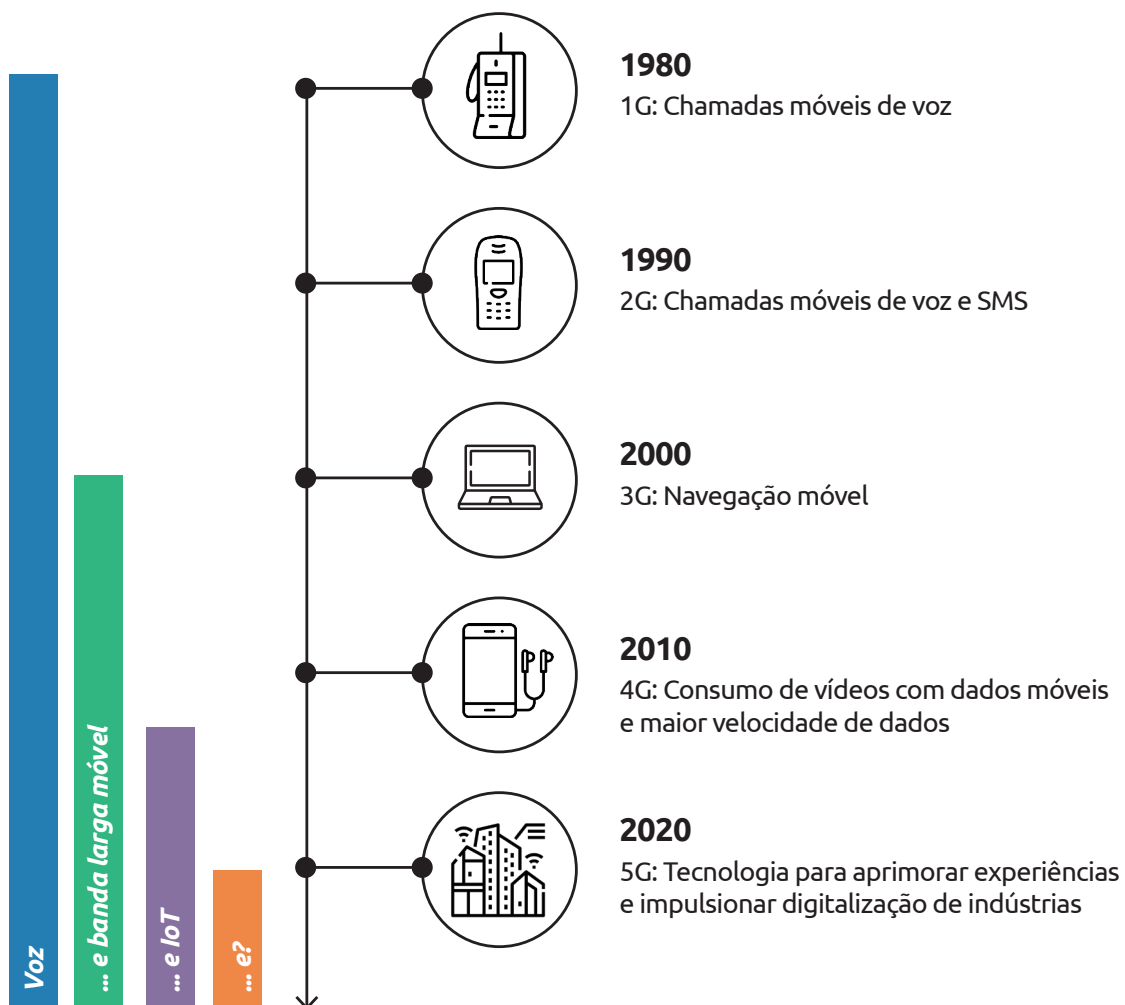 1980
1G: Chamadas móveis de voz
1990
2G: Chamadas móveis de voz e SMS
2000
3G: Navegação móvel
2010
4G: Consumo de vídeos com dados móveis
e maior velocidade de dados
2020
5G: Tecnologia para aprimorar experiências
e impulsionar digitalização de indústrias
Voz
... e banda larga móvel
... e IoT
... e?